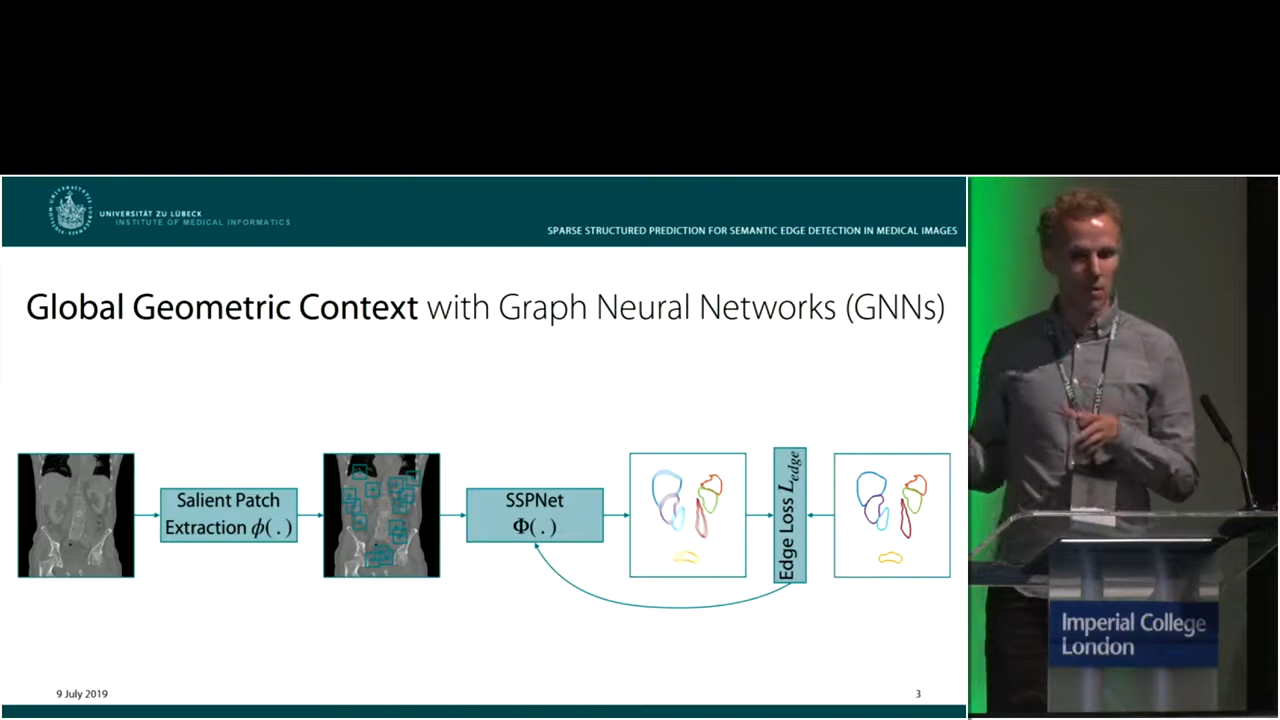 UNIVERSITÄT ZU LÜBECK
INSTITUTE OF MEDICAL INFORMATICS
SPARSE STRUCTURED PREDICTION FOR SEMANTIC EDGE DETECTION IN MEDICAL IMAGES
Global Geometric Context with Graph Neural Networks (GNNs)
Salient Patch
Extraction ϕ(.)
SSPNet
Φ(.)
Edge Loss L_edge
9 July 2019
3
Imperial College
London